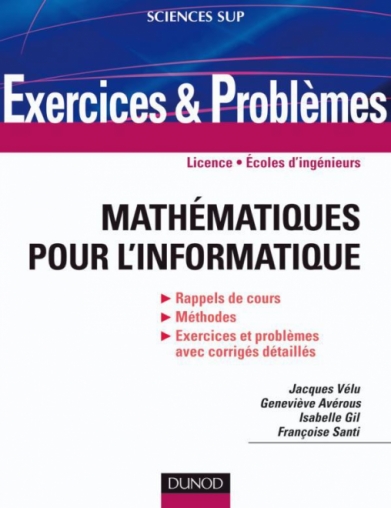 SCIENCES SUP
Exercices & Problèmes
Licence • Écoles d'ingénieurs
MATHÉMATIQUES
POUR L'INFORMATIQUE
▶ Rappels de cours
▶ Méthodes
▶ Exercices et problèmes
avec corrigés détaillés
Jacques Vélu
Geneviève Avérous
Isabelle Gil
Françoise Santi
DUNOD